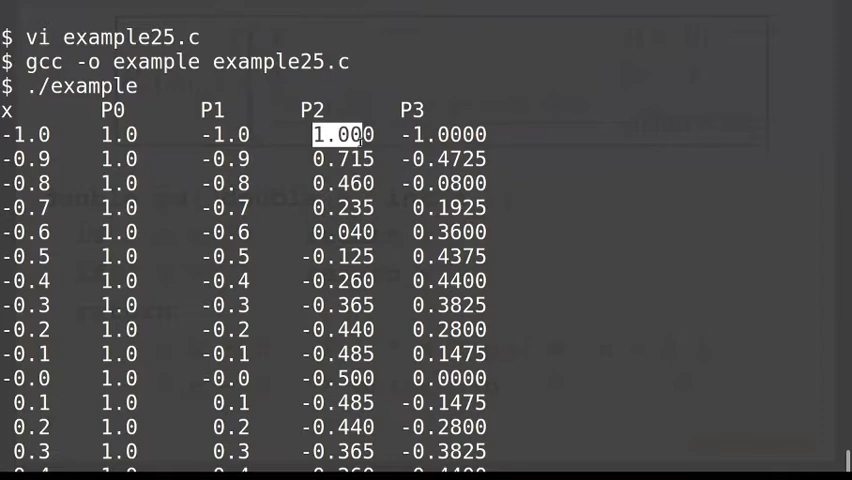 $ vi example25.c
$ gcc -o example example25.c
$ ./example
x P0 P1 P2 P3
-1.0 1.0 -1.0 1.000 -1.0000
-0.9 1.0 -0.9 0.715 -0.4725
-0.8 1.0 -0.8 0.460 -0.0800
-0.7 1.0 -0.7 0.235 0.1925
-0.6 1.0 -0.6 0.040 0.3600
-0.5 1.0 -0.5 -0.125 0.4375
-0.4 1.0 -0.4 -0.260 0.4400
-0.3 1.0 -0.3 -0.365 0.3825
-0.2 1.0 -0.2 -0.440 0.2800
-0.1 1.0 -0.1 -0.485 0.1475
-0.0 1.0 -0.0 -0.500 0.0000
0.1 1.0 0.1 -0.485 -0.1475
0.2 1.0 0.2 -0.440 -0.2800
0.3 1.0 0.3 -0.365 -0.3825